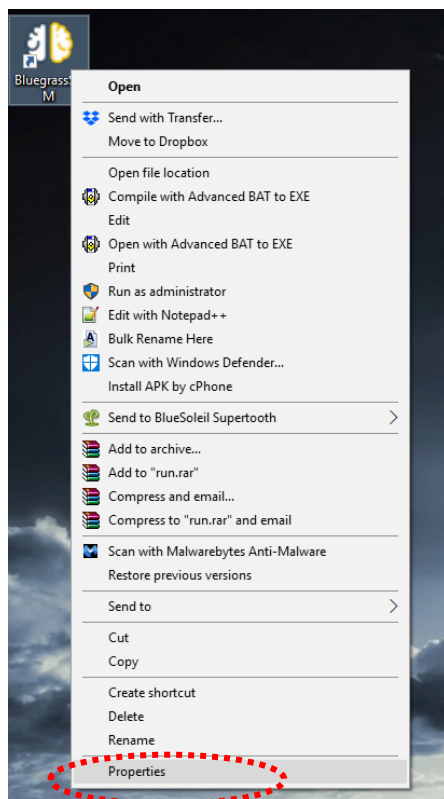 Bluegrass
M
Open
Send with Transfer...
Move to Dropbox
Open file location
Compile with Advanced BAT to EXE
Edit
Open with Advanced BAT to EXE
Print
Run as administrator
Edit with Notepad++
Bulk Rename Here
Scan with Windows Defender...
Install APK by cPhone
Send to BlueSoleil Supertooth
Add to archive...
Add to "run.rar"
Compress and email...
Compress to "run.rar" and email
Scan with Malwarebytes Anti-Malware
Restore previous versions
Send to
Cut
Copy
Create shortcut
Delete
Rename
Properties